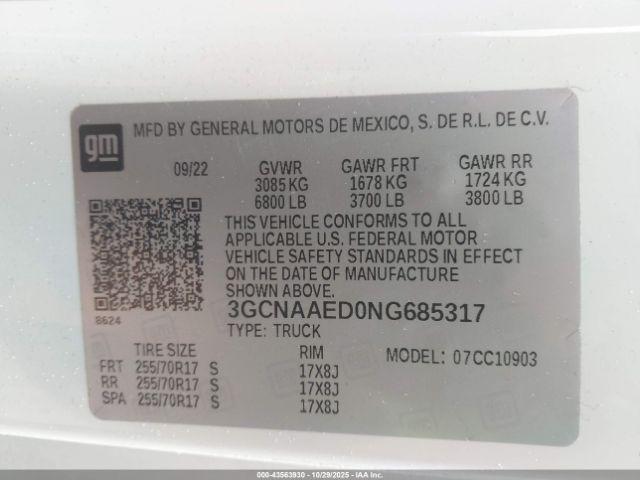 gm
MFD BY GENERAL MOTORS DE MEXICO, S. DE R.L. DE C.V.
09/22 GVWR GAWR FRT GAWR RR
3085 KG 1678 KG 1724 KG
6800 LB 3700 LB 3800 LB
THIS VEHICLE CONFORMS TO ALL
APPLICABLE U.S. FEDERAL MOTOR
VEHICLE SAFETY STANDARDS IN EFFECT
ON THE DATE OF MANUFACTURE
SHOWN ABOVE.
3GCNAAED0NG685317
8624
TYPE: TRUCK
TIRE SIZE RIM MODEL: 07CC10903
FRT 255/70R17 S 17X8J
RR 255/70R17 S 17X8J
SPA 255/70R17 S 17X8J
000-43563930 - 10/29/2025 - IAAI.com